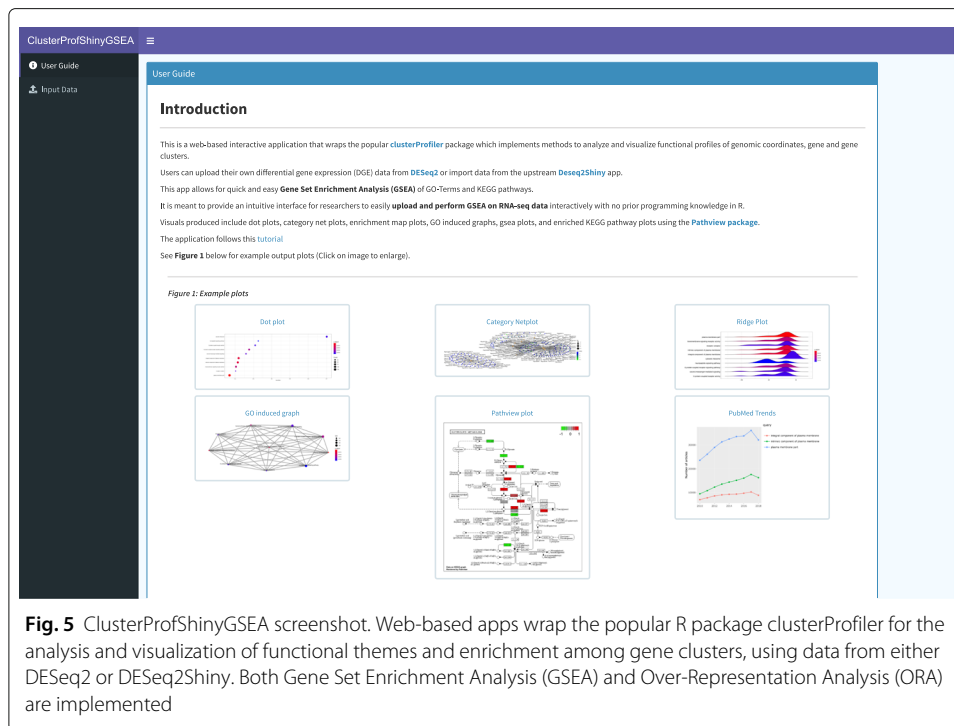 ClusterProfShinyGSEA
User Guide
Input Data
User Guide
Introduction
This is a web-based interactive application that wraps the popular clusterProfiler package which implements methods to analyze and visualize functional profiles of genomic coordinates, gene and gene
clusters.
Users can upload their own differential gene expression (DGE) data from DESeq2 or import data from the upstream Deseq2Shiny app.
This app allows for quick and easy Gene Set Enrichment Analysis (GSEA) of GO-Terms and KEGG pathways.
It is meant to provide an intuitive interface for researchers to easily upload and perform GSEA on RNA-seq data interactively with no prior programming knowledge in R.
Visuals produced include dot plots, category net plots, enrichment map plots, GO induced graphs, gsea plots, and enriched KEGG pathway plots using the Pathview package.
The application follows this tutorial
See Figure 1 below for example output plots (Click on image to enlarge).
Figure 1: Example plots
Dot plot
Category Netplot
Ridge Plot
GO induced graph
Pathview plot
PubMed Trends
Fig. 5 ClusterProfShinyGSEA screenshot. Web-based apps wrap the popular R package clusterProfiler for the
analysis and visualization of functional themes and enrichment among gene clusters, using data from either
DESeq2 or DESeq2Shiny. Both Gene Set Enrichment Analysis (GSEA) and Over-Representation Analysis (ORA)
are implemented